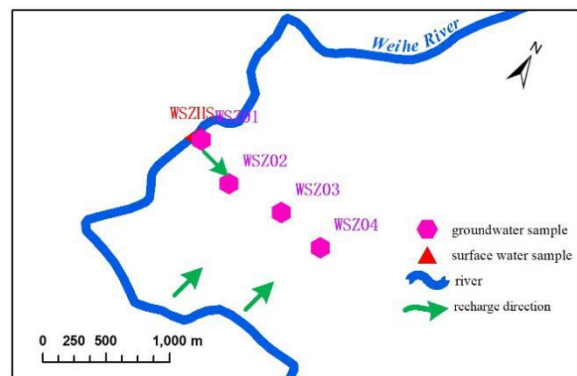 Weihe River
N
WSZHS
WSZ01
WSZ02
WSZ03
WSZ04
groundwater sample
surface water sample
river
recharge direction
0 250 500 1,000 m